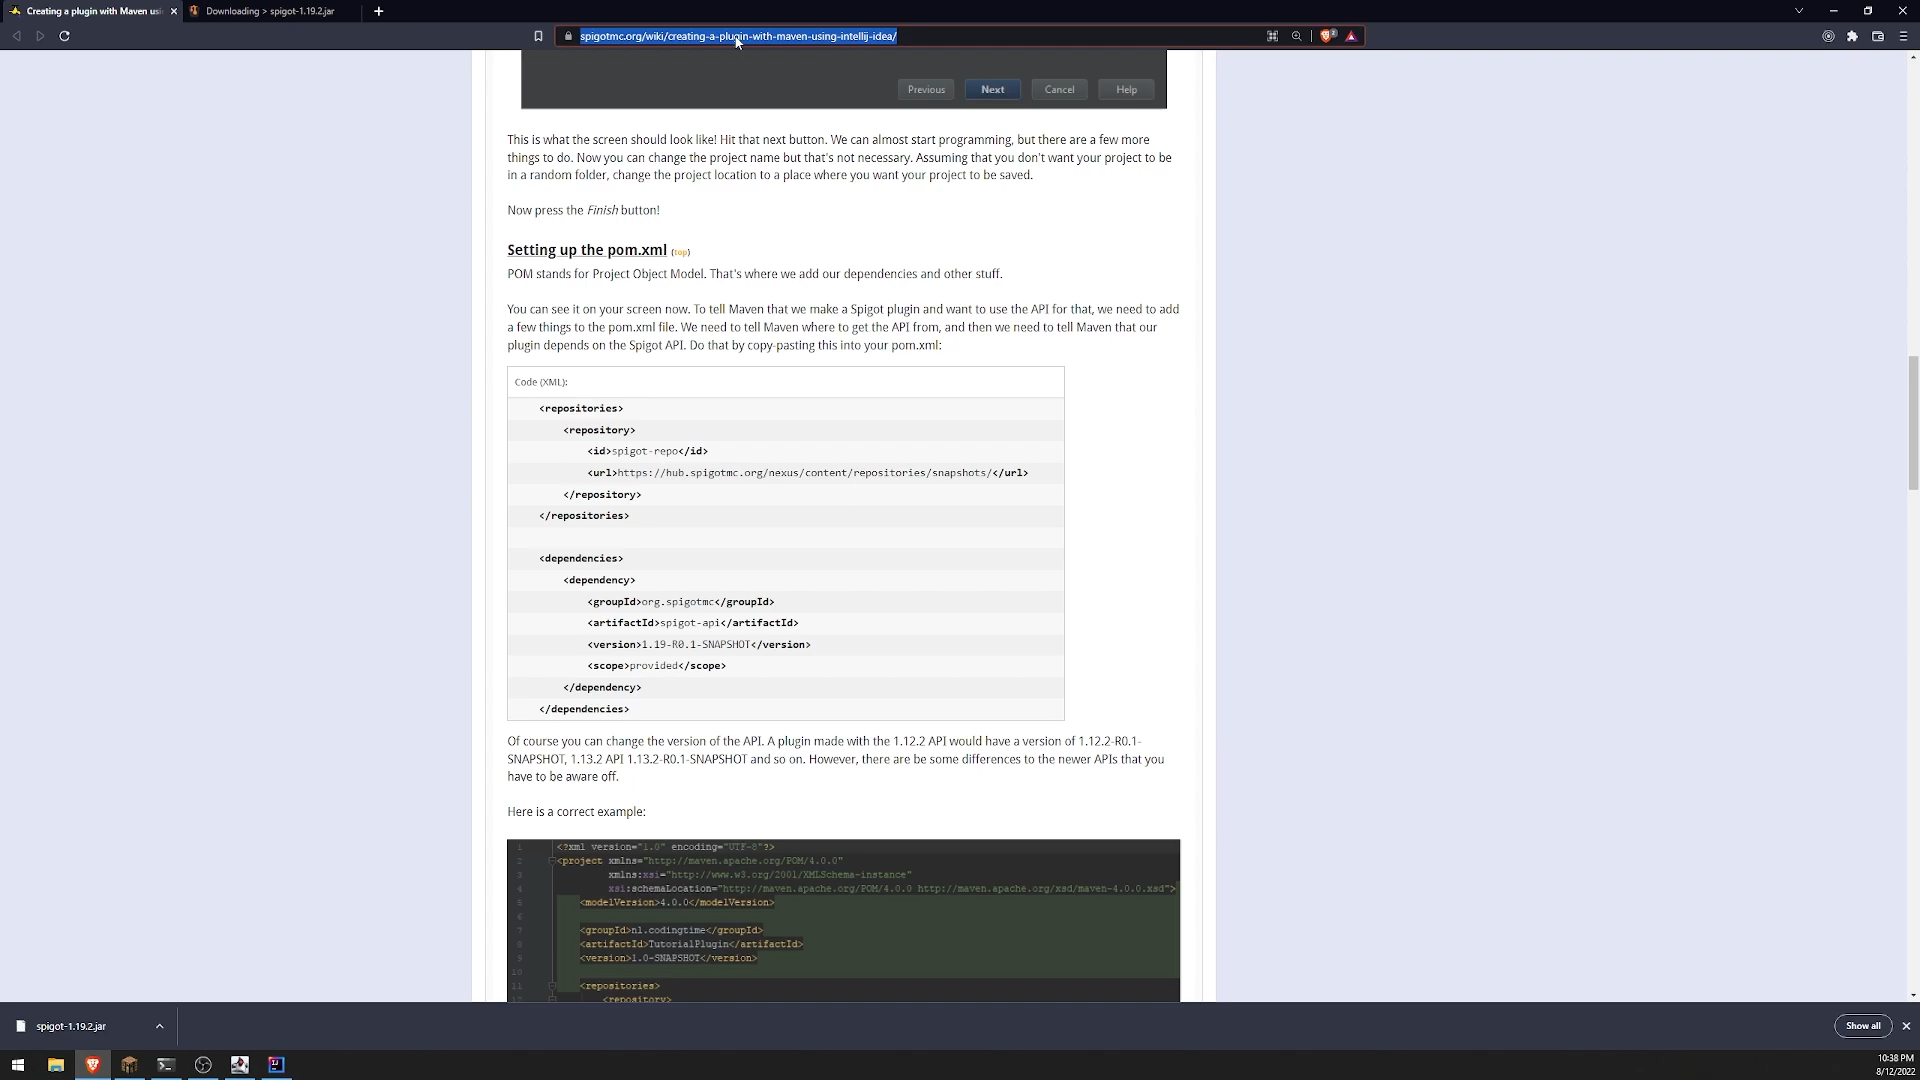 Creating a plugin with Maven usi
Downloading > spigot-1.19.2.jar
spigotmc.org/wiki/creating-a-plugin-with-maven-using-intellij-idea/
2
Previous
Next
Cancel
Help
This is what the screen should look like! Hit that next button. We can almost start programming, but there are a few more
things to do. Now you can change the project name but that's not necessary. Assuming that you don't want your project to be
in a random folder, change the project location to a place where you want your project to be saved.
Now press the Finish button!
Setting up the pom.xml (top)
POM stands for Project Object Model. That's where we add our dependencies and other stuff.
You can see it on your screen now. To tell Maven that we make a Spigot plugin and want to use the API for that, we need to add
a few things to the pom.xml file. We need to tell Maven where to get the API from, and then we need to tell Maven that our
plugin depends on the Spigot API. Do that by copy-pasting this into your pom.xml:
Code (XML):
<repositories>
<repository>
<id>spigot-repo</id>
<url>https://hub.spigotmc.org/nexus/content/repositories/snapshots/</url>
</repository>
</repositories>
<dependencies>
<dependency>
<groupId>org.spigotmc</groupId>
<artifactId>spigot-api</artifactId>
<version>1.19-R0.1-SNAPSHOT</version>
<scope>provided</scope>
</dependency>
</dependencies>
Of course you can change the version of the API. A plugin made with the 1.12.2 API would have a version of 1.12.2-R0.1-
SNAPSHOT, 1.13.2 API 1.13.2-R0.1-SNAPSHOT and so on. However, there are be some differences to the newer APIs that you
have to be aware off.
Here is a correct example:
1 <?xml version="1.0" encoding="UTF-8"?>
2 <project xmlns="http://maven.apache.org/POM/4.0.0"
3 xmlns:xsi="http://www.w3.org/2001/XMLSchema-instance"
4 xsi:schemaLocation="http://maven.apache.org/POM/4.0.0 http://maven.apache.org/xsd/maven-4.0.0.xsd">
5 <modelVersion>4.0.0</modelVersion>
6
7 <groupId>nl.codingtime</groupId>
8 <artifactId>TutorialPlugin</artifactId>
9 <version>1.0-SNAPSHOT</version>
10
11 <repositories>
12 <repository>
spigot-1.19.2.jar
Show all
10:38 PM
8/12/2022